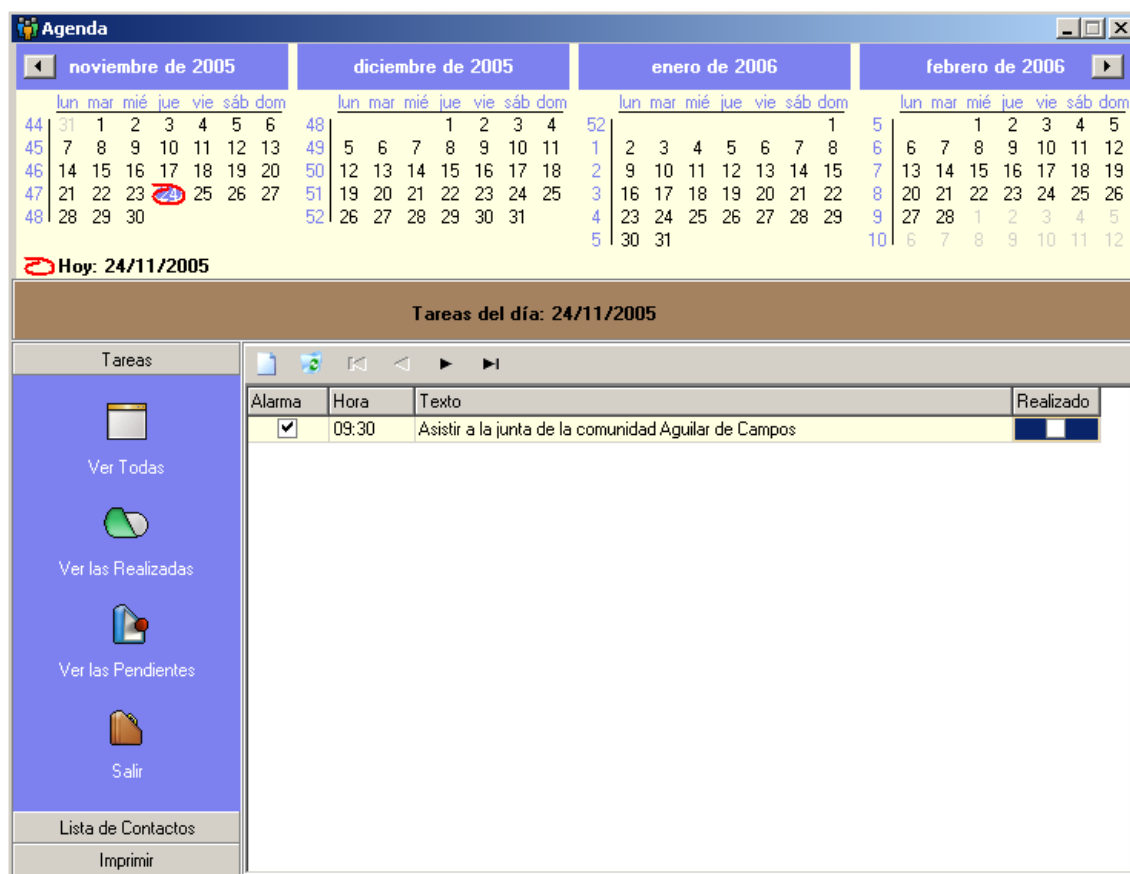 Agenda
noviembre de 2005 diciembre de 2005 enero de 2006 febrero de 2006
lun mar mié jue vie sáb dom lun mar mié jue vie sáb dom lun mar mié jue vie sáb dom lun mar mié jue vie sáb dom
44 31 1 2 3 4 5 6 48 1 2 3 4 52 1 5 1 2 3 4 5
45 7 8 9 10 11 12 13 49 5 6 7 8 9 10 11 1 2 3 4 5 6 7 8 6 6 7 8 9 10 11 12
46 14 15 16 17 18 19 20 50 12 13 14 15 16 17 18 2 9 10 11 12 13 14 15 7 13 14 15 16 17 18 19
47 21 22 23 24 25 26 27 51 19 20 21 22 23 24 25 3 16 17 18 19 20 21 22 8 20 21 22 23 24 25 26
48 28 29 30 52 26 27 28 29 30 31 4 23 24 25 26 27 28 29 9 27 28 1 2 3 4 5
5 30 31 10 6 7 8 9 10 11 12
Hoy: 24/11/2005
Tareas del día: 24/11/2005
Tareas
Alarma Hora Texto Realizado
09:30 Asistir a la junta de la comunidad Aguilar de Campos
Ver Todas
Ver las Realizadas
Ver las Pendientes
Salir
Lista de Contactos
Imprimir